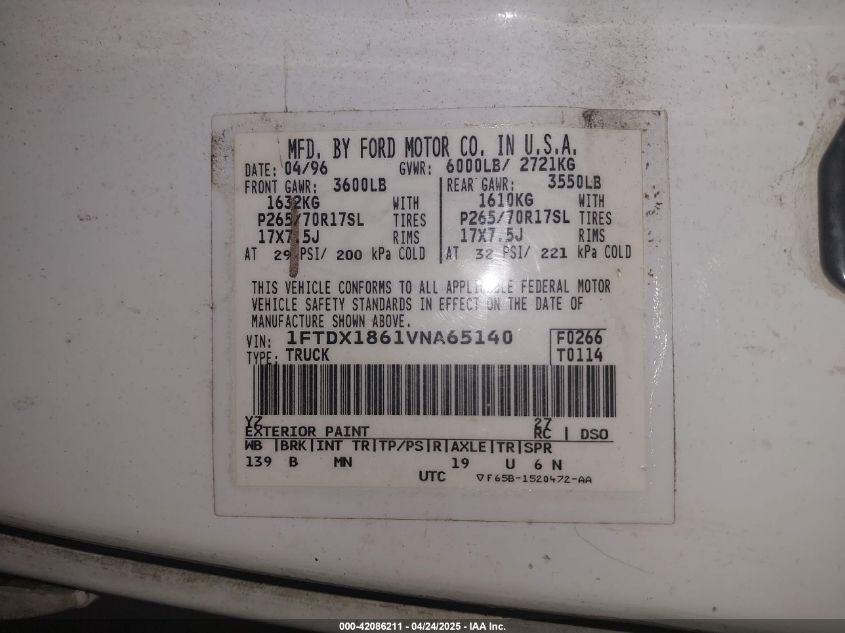 MFD. BY FORD MOTOR CO. IN U.S.A.
DATE: 04/96 GVWR: 6000LB/ 2721KG
FRONT GAWR: 3600LB REAR GAWR: 3550LB
1632KG WITH 1610KG WITH
P265/70R17SL TIRES P265/70R17SL TIRES
17X7.5J RIMS 17X7.5J RIMS
AT 29 PSI/ 200 kPa COLD AT 32 PSI/ 221 kPa COLD
THIS VEHICLE CONFORMS TO ALL APPLICABLE FEDERAL MOTOR
VEHICLE SAFETY STANDARDS IN EFFECT ON THE DATE OF
MANUFACTURE SHOWN ABOVE.
VIN: 1FTDX1861VNA65140 F0266
TYPE: TRUCK T0114
YZ 27
EXTERIOR PAINT RC | DSO
WB |BRK|INT TR|TP/PS|R|AXLE|TR|SPR
139 B MN 19 U 6 N
UTC ▽F65B-1520472-AA
000-42086211 - 04/24/2025 - IAA Inc.